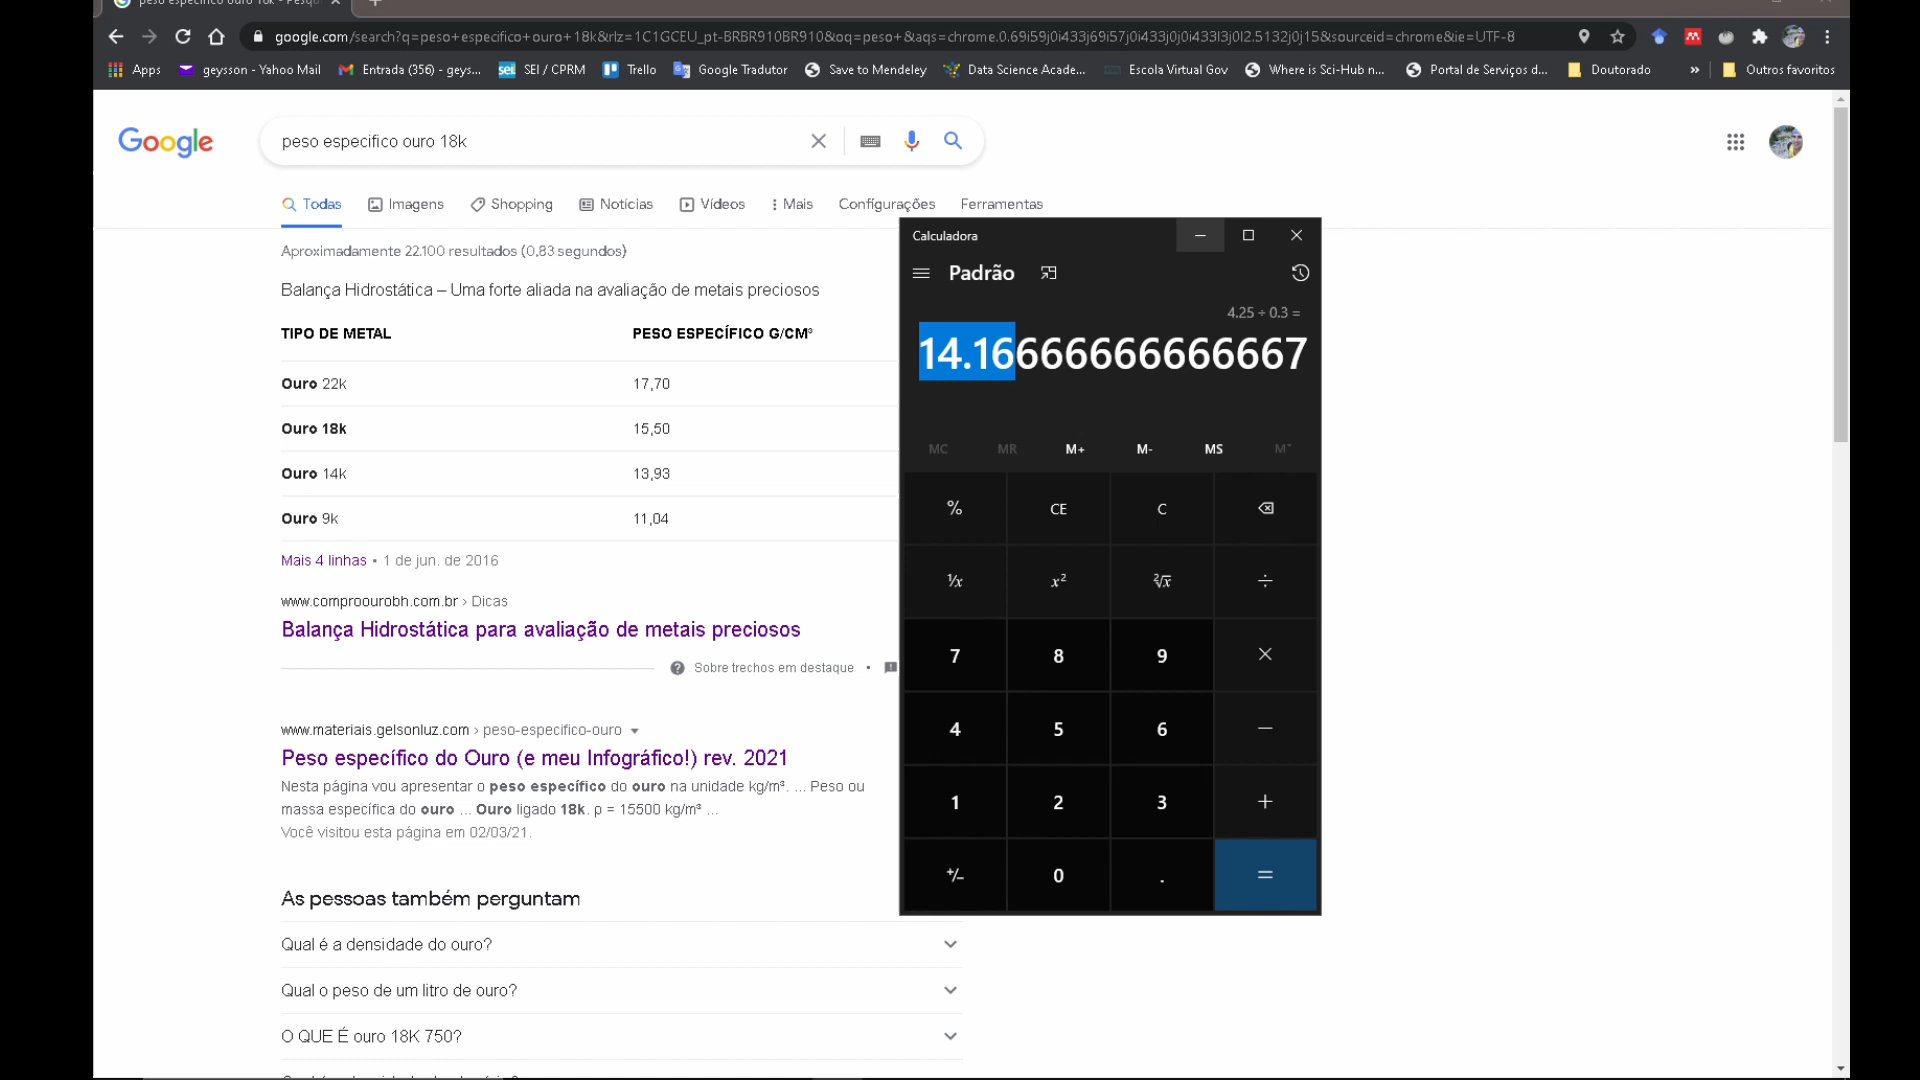 peso especifico ouro 18k - Pesqu
google.com/search?q=peso+especifico+ouro+18k&rlz=1C1GCEU_pt-BRBR910BR910&oq=peso+&aqs=chrome.0.69i59j0i433j69i57j0i433j0j0i433l3j0l2.5132j0j15&sourceid=chrome&ie=UTF-8
Apps geysson - Yahoo Mail Entrada (356) - geys... sei. SEI / CPRM Trello Google Tradutor Save to Mendeley Data Science Acade... Escola Virtual Gov Where is Sci-Hub n... Portal de Serviços d... Doutorado » Outros favoritos
Google peso especifico ouro 18k
Todas Imagens Shopping Notícias Vídeos Mais Configurações Ferramentas
Aproximadamente 22.100 resultados (0,83 segundos)
Balança Hidrostática – Uma forte aliada na avaliação de metais preciosos
TIPO DE METAL PESO ESPECÍFICO G/CM³
Ouro 22k 17,70
Ouro 18k 15,50
Ouro 14k 13,93
Ouro 9k 11,04
Mais 4 linhas • 1 de jun. de 2016
www.comproourobh.com.br › Dicas
Balança Hidrostática para avaliação de metais preciosos
Sobre trechos em destaque •
www.materiais.gelsonluz.com › peso-especifico-ouro
Peso específico do Ouro (e meu Infográfico!) rev. 2021
Nesta página vou apresentar o peso específico do ouro na unidade kg/m³. ... Peso ou
massa específica do ouro ... Ouro ligado 18k. ρ = 15500 kg/m³ ...
Você visitou esta página em 02/03/21.
As pessoas também perguntam
Qual é a densidade do ouro?
Qual o peso de um litro de ouro?
O QUE É ouro 18K 750?
Calculadora
Padrão
4.25 ÷ 0.3 =
14.16666666666667
MC MR M+ M- MS M˅
% CE C
¹/x x² ²√x ÷
7 8 9 ×
4 5 6 −
1 2 3 +
+/− 0 . =